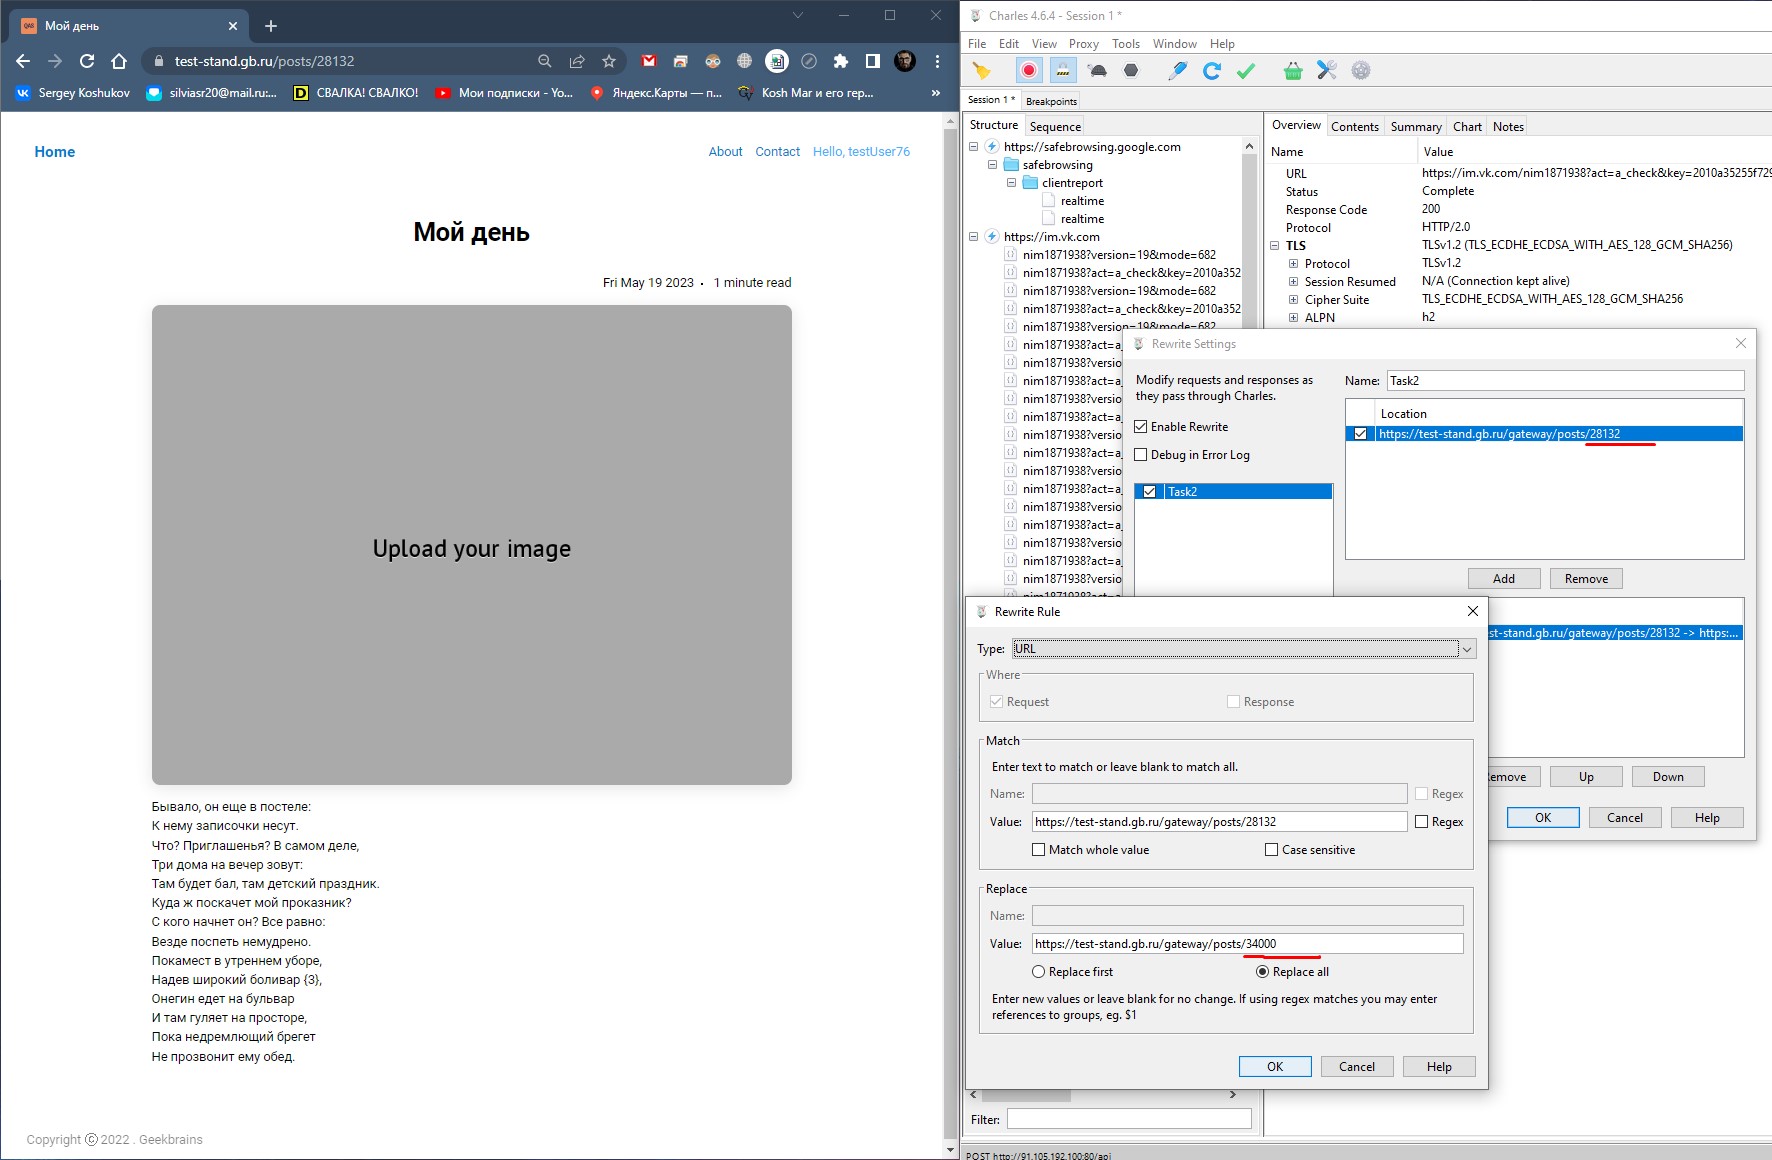 Мой день
test-stand.gb.ru/posts/28132
Sergey Koshukov
silviasr20@mail.ru:...
СВАЛКА! СВАЛКО!
Мои подписки - Yo...
Яндекс.Карты — п...
Kosh Mar и его гер...
»
Home
About
Contact
Hello, testUser76
Мой день
Fri May 19 2023 • 1 minute read
Upload your image
Бывало, он еще в постеле:
К нему записочки несут.
Что? Приглашенья? В самом деле,
Три дома на вечер зовут:
Там будет бал, там детский праздник.
Куда ж поскачет мой проказник?
С кого начнет он? Все равно:
Везде поспеть немудрено.
Покамест в утреннем уборе,
Надев широкий боливар {3},
Онегин едет на бульвар
И там гуляет на просторе,
Пока недремлющий брегет
Не прозвонит ему обед.
Copyright © 2022 . Geekbrains
Charles 4.6.4 - Session 1 *
File Edit View Proxy Tools Window Help
Session 1 * Breakpoints
Structure Sequence
https://safebrowsing.google.com
safebrowsing
clientreport
realtime
realtime
https://im.vk.com
nim1871938?version=19&mode=682
nim1871938?act=a_check&key=2010a352
nim1871938?version=19&mode=682
nim1871938?act=a_check&key=2010a352
nim1871938?version=19&mode=682
nim1871938?act=a_
nim1871938?versio
nim1871938?act=a_
nim1871938?versio
nim1871938?act=a_
nim1871938?versio
nim1871938?act=a_
nim1871938?versio
nim1871938?act=a_
nim1871938?versio
nim1871938?act=a_
nim1871938?versio
nim1871938?act=a_
nim1871938?versio
Filter:
POST http://91.105.192.100:80/api
Overview Contents Summary Chart Notes
Name Value
URL https://im.vk.com/nim1871938?act=a_check&key=2010a35255f729
Status Complete
Response Code 200
Protocol HTTP/2.0
TLS TLSv1.2 (TLS_ECDHE_ECDSA_WITH_AES_128_GCM_SHA256)
Protocol TLSv1.2
Session Resumed N/A (Connection kept alive)
Cipher Suite TLS_ECDHE_ECDSA_WITH_AES_128_GCM_SHA256
ALPN h2
Rewrite Settings
Modify requests and responses as
they pass through Charles.
Enable Rewrite
Debug in Error Log
Task2
Name: Task2
Location
https://test-stand.gb.ru/gateway/posts/28132
Add Remove
st-stand.gb.ru/gateway/posts/28132 -> https:...
emove Up Down
OK Cancel Help
Rewrite Rule
Type: URL
Where
Request Response
Match
Enter text to match or leave blank to match all.
Name: Regex
Value: https://test-stand.gb.ru/gateway/posts/28132 Regex
Match whole value Case sensitive
Replace
Name:
Value: https://test-stand.gb.ru/gateway/posts/34000
Replace first Replace all
Enter new values or leave blank for no change. If using regex matches you may enter
references to groups, eg. $1
OK Cancel Help